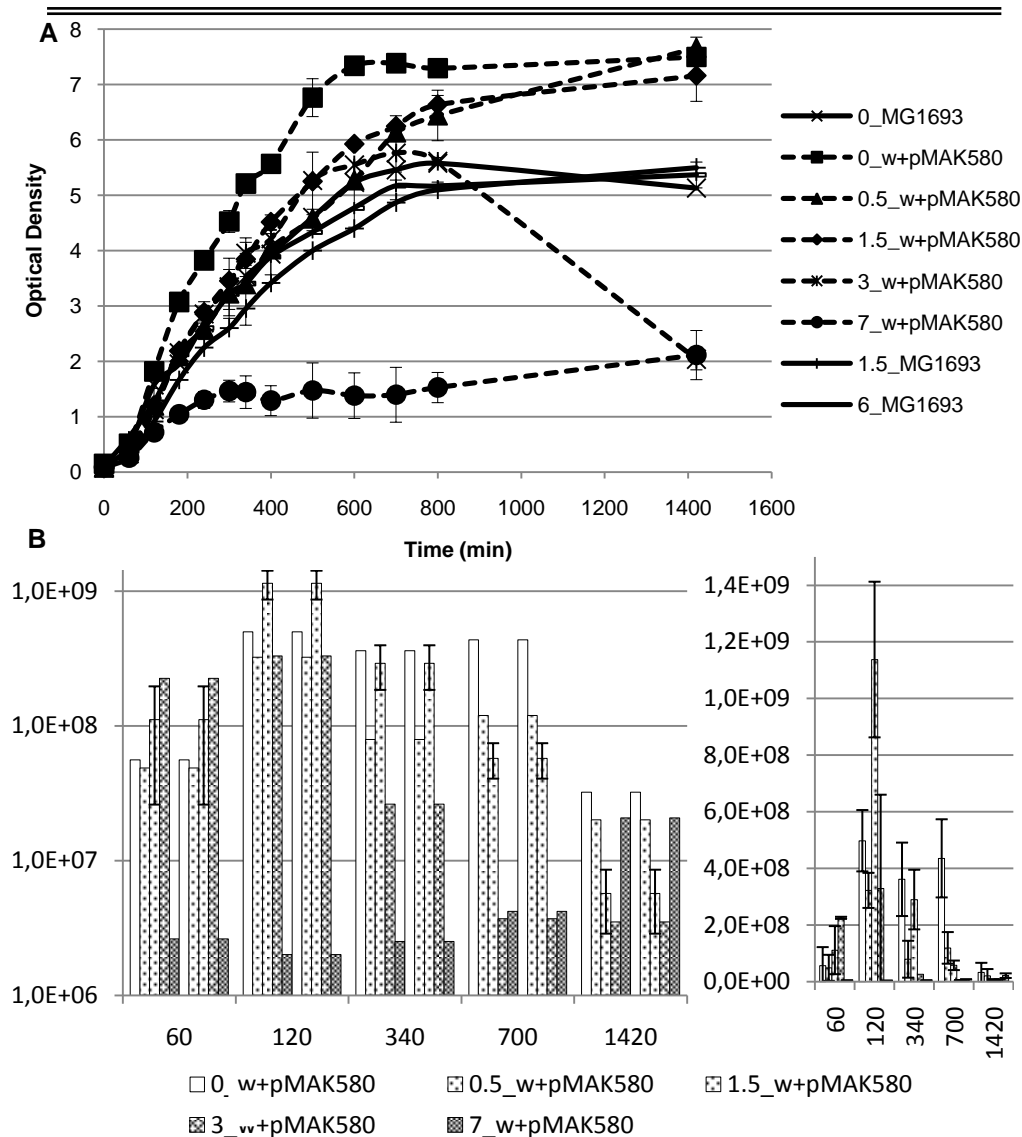 A
8
7
6
5
4
3
2
1
0
Optical Density
0 200 400 600 800 1000 1200 1400 1600
Time (min)
0_MG1693
0_w+pMAK580
0.5_w+pMAK580
1.5_w+pMAK580
3_w+pMAK580
7_w+pMAK580
1.5_MG1693
6_MG1693
B
1,0E+09
1,0E+08
1,0E+07
1,0E+06
60 120 340 700 1420
1,4E+09
1,2E+09
1,0E+09
8,0E+08
6,0E+08
4,0E+08
2,0E+08
0,0E+00
60 120 340 700 1420
0_w+pMAK580 0.5_w+pMAK580 1.5_w+pMAK580
3_w+pMAK580 7_w+pMAK580